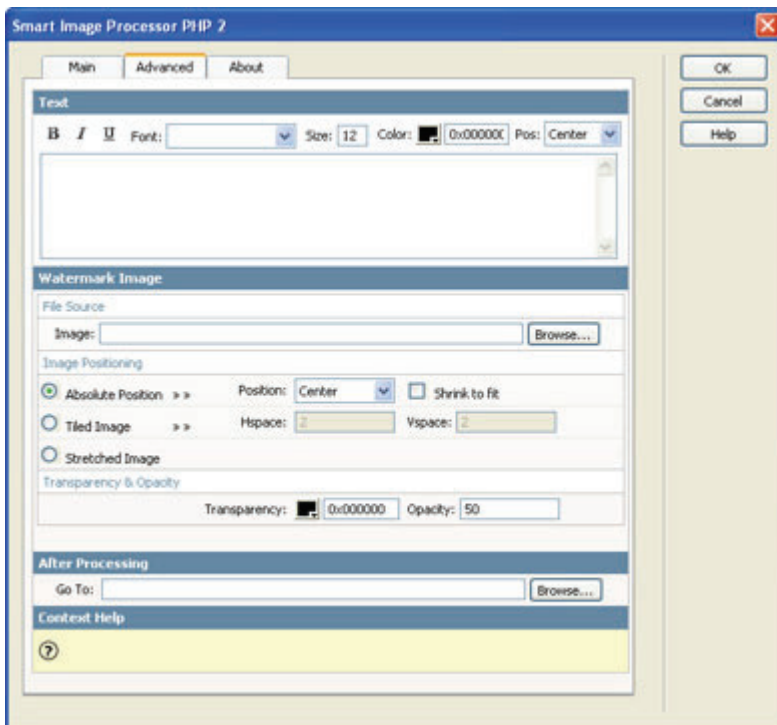 Smart Image Processor PHP 2
Main Advanced About
OK
Cancel
Help
Text
B I U Font: Size: 12 Color: 0x00000 Pos: Center
Watermark Image
File Source
Image: Browse...
Image Positioning
Absolute Position » » Position: Center Shrink to fit
Tiled Image » » Hspace: 2 Vspace: 2
Stretched Image
Transparency & Opacity
Transparency: 0x000000 Opacity: 50
After Processing
Go To: Browse...
Context Help
?